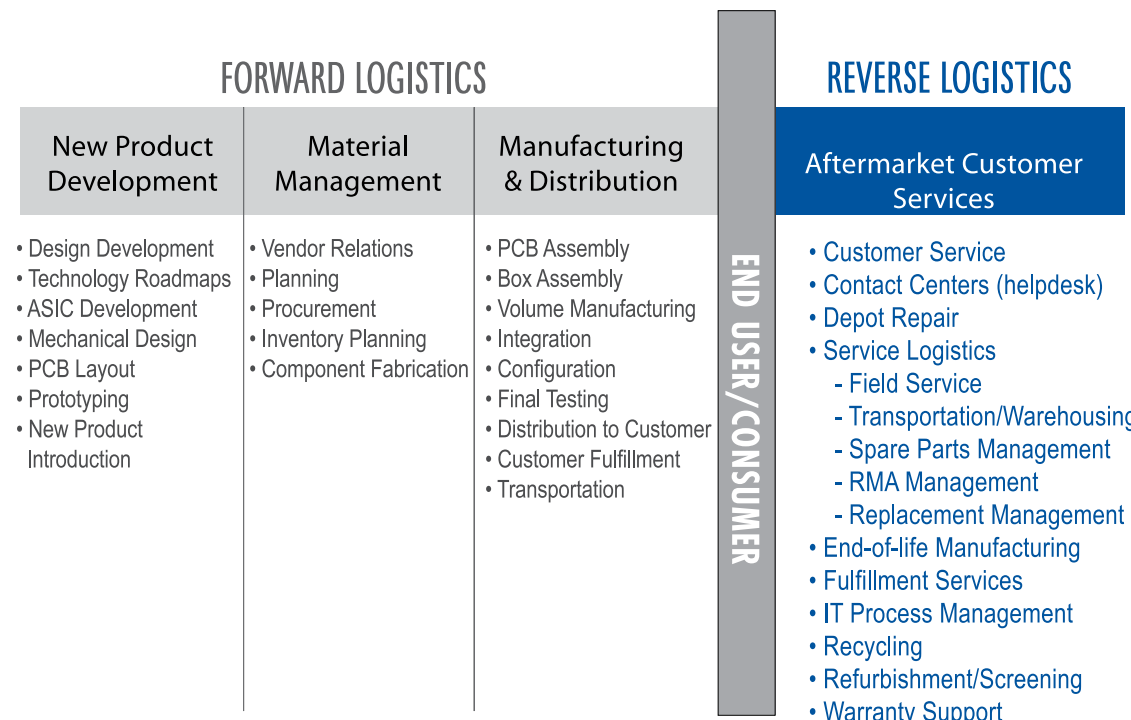 FORWARD LOGISTICS
New Product
Development
• Design Development
• Technology Roadmaps
• ASIC Development
• Mechanical Design
• PCB Layout
• Prototyping
• New Product
Introduction
Material
Management
• Vendor Relations
• Planning
• Procurement
• Inventory Planning
• Component Fabrication
Manufacturing
& Distribution
• PCB Assembly
• Box Assembly
• Volume Manufacturing
• Integration
• Configuration
• Final Testing
• Distribution to Customer
• Customer Fulfillment
• Transportation
END USER/CONSUMER
REVERSE LOGISTICS
Aftermarket Customer
Services
• Customer Service
• Contact Centers (helpdesk)
• Depot Repair
• Service Logistics
- Field Service
- Transportation/Warehousing
- Spare Parts Management
- RMA Management
- Replacement Management
• End-of-life Manufacturing
• Fulfillment Services
• IT Process Management
• Recycling
• Refurbishment/Screening
• Warranty Support